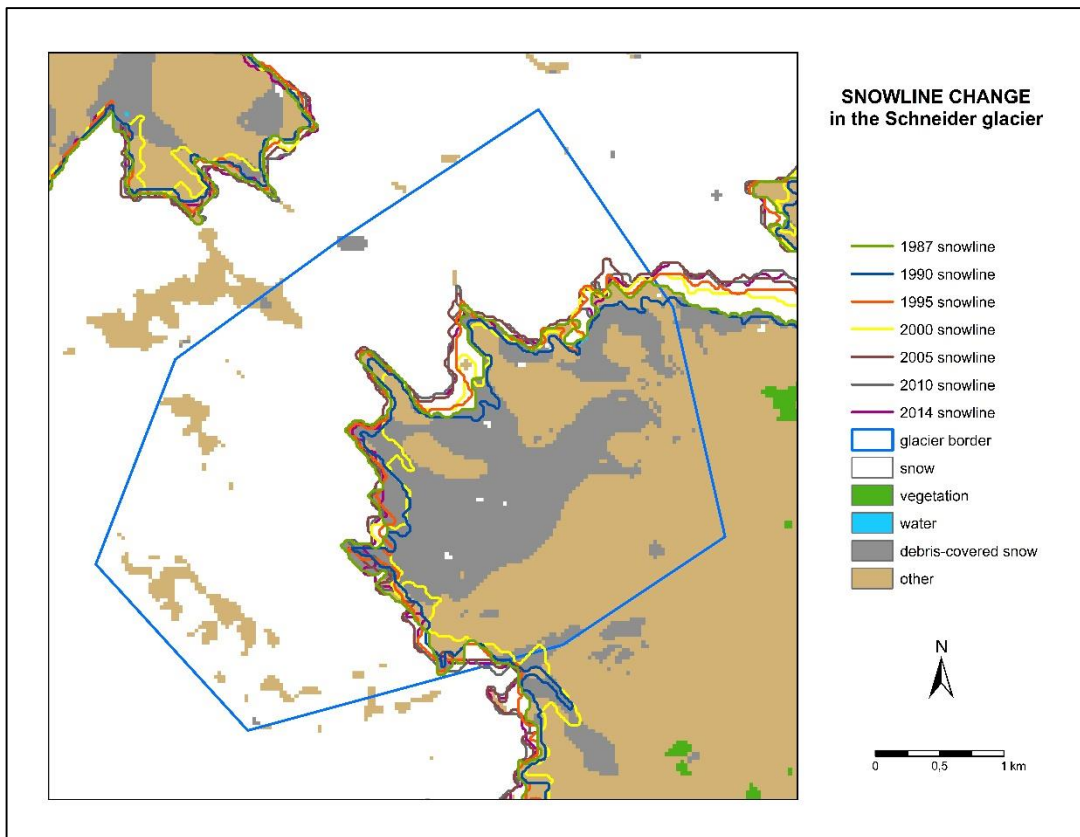 SNOWLINE CHANGE
in the Schneider glacier
1987 snowline
1990 snowline
1995 snowline
2000 snowline
2005 snowline
2010 snowline
2014 snowline
glacier border
snow
vegetation
water
debris-covered snow
other
N
0 0,5 1 km